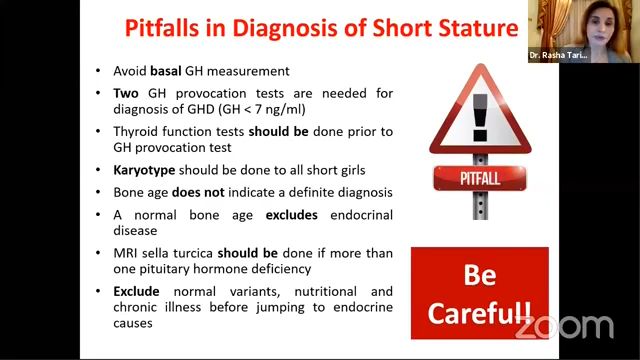 Pitfalls in Diagnosis of Short Stature
Dr. Rasha Tari...
• Avoid basal GH measurement
• Two GH provocation tests are needed for
diagnosis of GHD (GH < 7 ng/ml)
• Thyroid function tests should be done prior to
GH provocation test
• Karyotype should be done to all short girls
• Bone age does not indicate a definite diagnosis
• A normal bone age excludes endocrinal
disease
• MRI sella turcica should be done if more than
one pituitary hormone deficiency
• Exclude normal variants, nutritional and
chronic illness before jumping to endocrine
causes
!
PITFALL
Be
Careful!
zoom